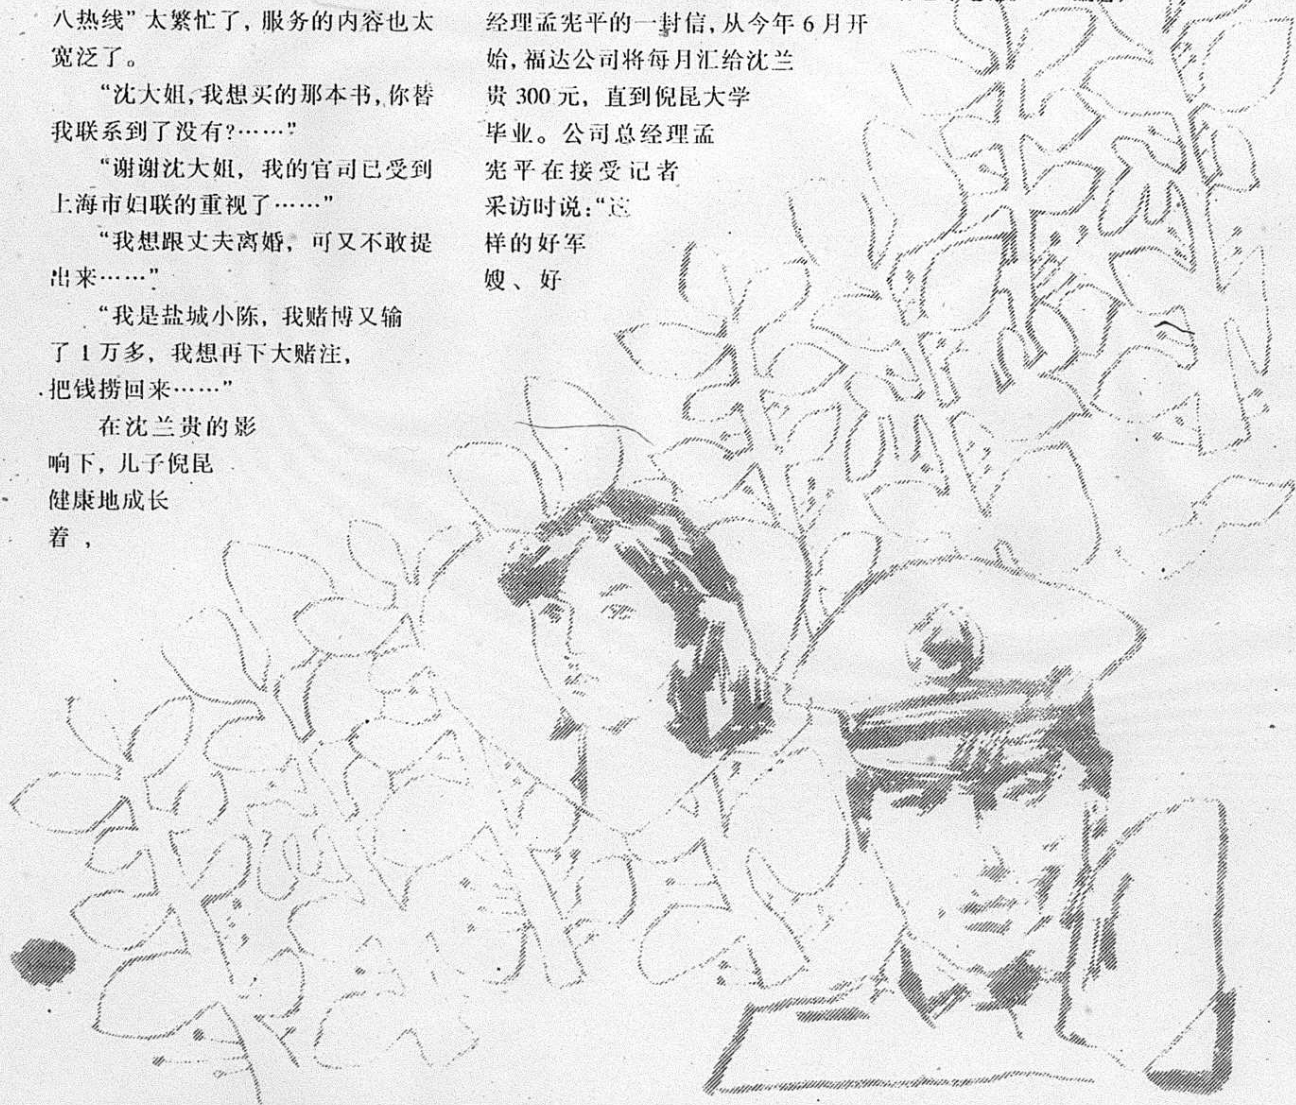 八热线”太繁忙了，服务的内容也太
宽泛了。
“沈大姐，我想买的那本书，你替
我联系到了没有？……”
“谢谢沈大姐，我的官司已受到
上海市妇联的重视了……”
“我想跟丈夫离婚，可又不敢提
出来……”
“我是盐城小陈，我赌博又输
了1万多，我想再下大赌注，
把钱捞回来……”
在沈兰贵的影
响下，儿子倪昆
健康地成长
着，
经理孟宪平的一封信，从今年6月开
始，福达公司将每月汇给沈兰
贵300元，直到倪昆大学
毕业。公司总经理孟
宪平在接受记者
采访时说：“这
样的好军
嫂、好